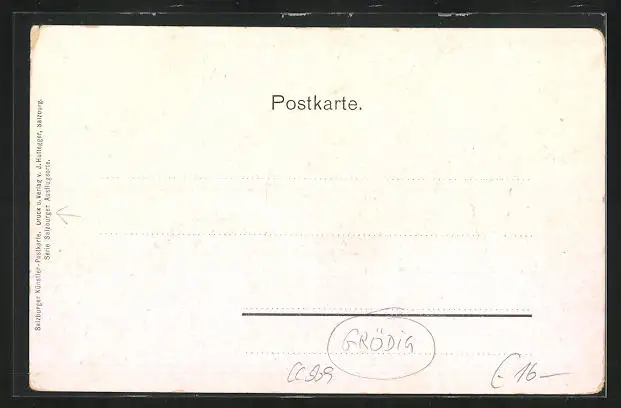 Postkarte.
Salzburger Künstler-Postkarte. Druck u. Verlag v. J. Huttegger, Salzburg.
Serie Salzburger Ausflugsorte.
GRÖDIG
€ 16-